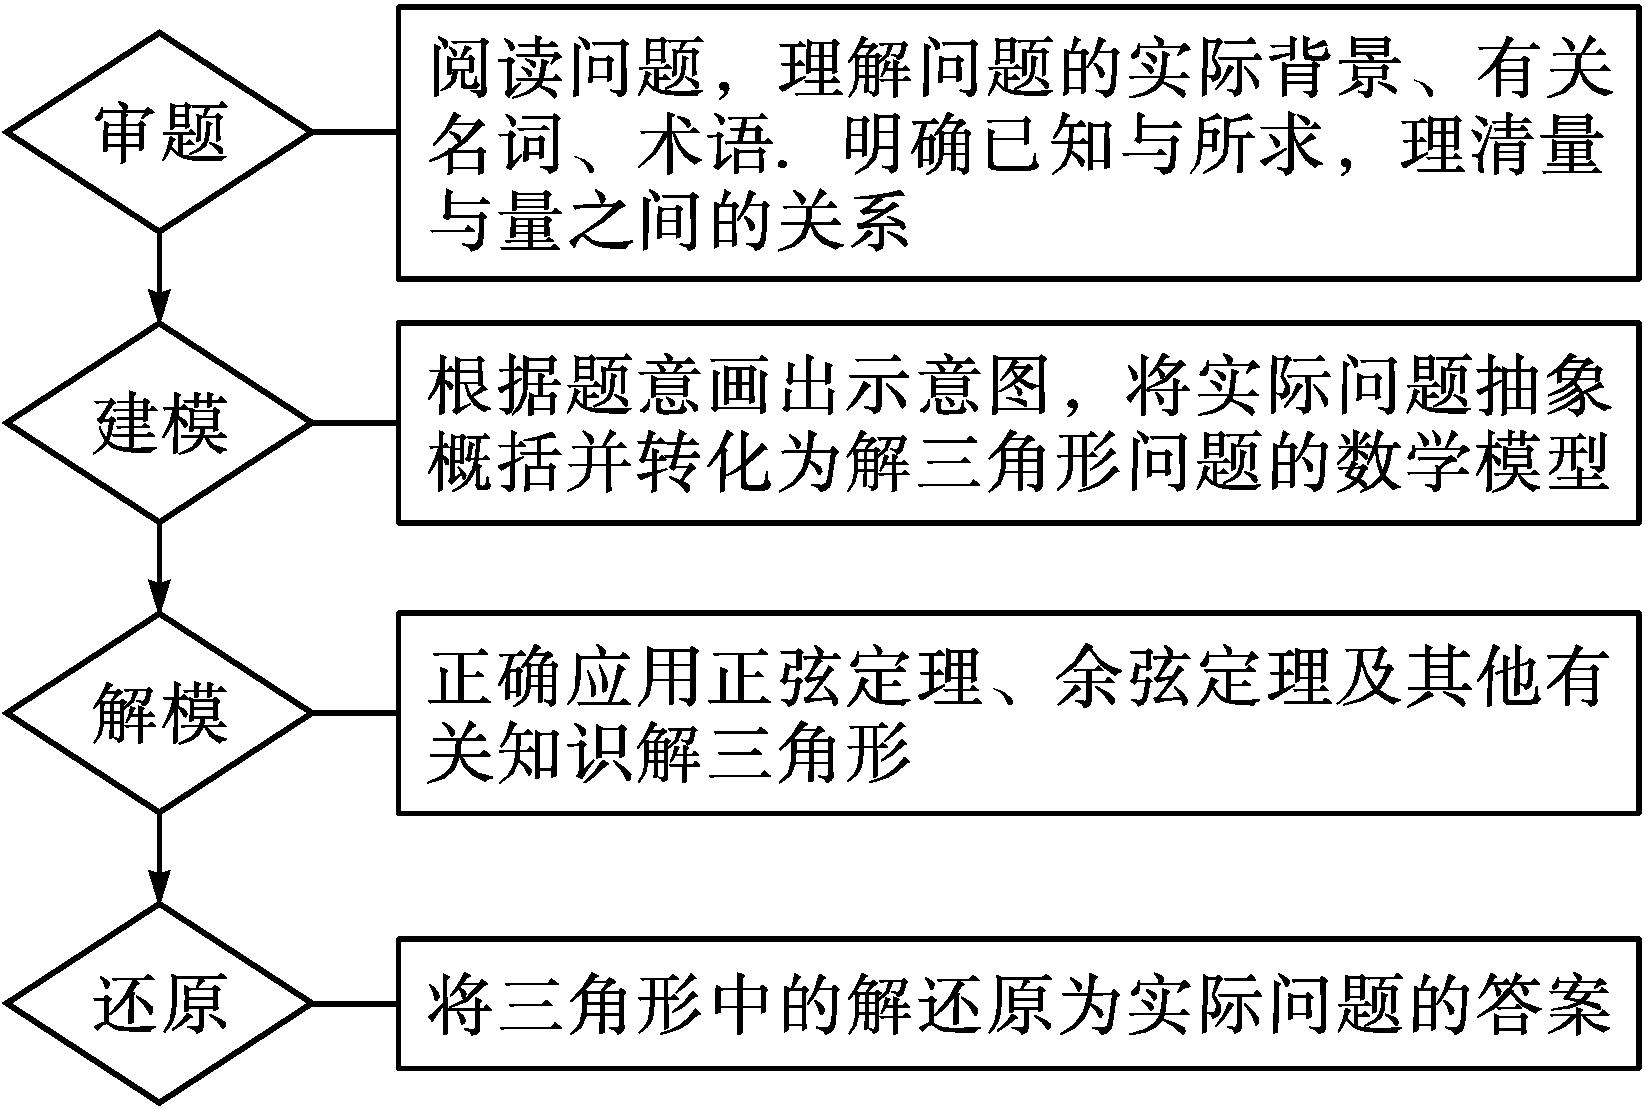 审题
阅读问题，理解问题的实际背景、有关
名词、术语. 明确已知与所求，理清量
与量之间的关系
建模
根据题意画出示意图，将实际问题抽象
概括并转化为解三角形问题的数学模型
解模
正确应用正弦定理、余弦定理及其他有
关知识解三角形
还原
将三角形中的解还原为实际问题的答案